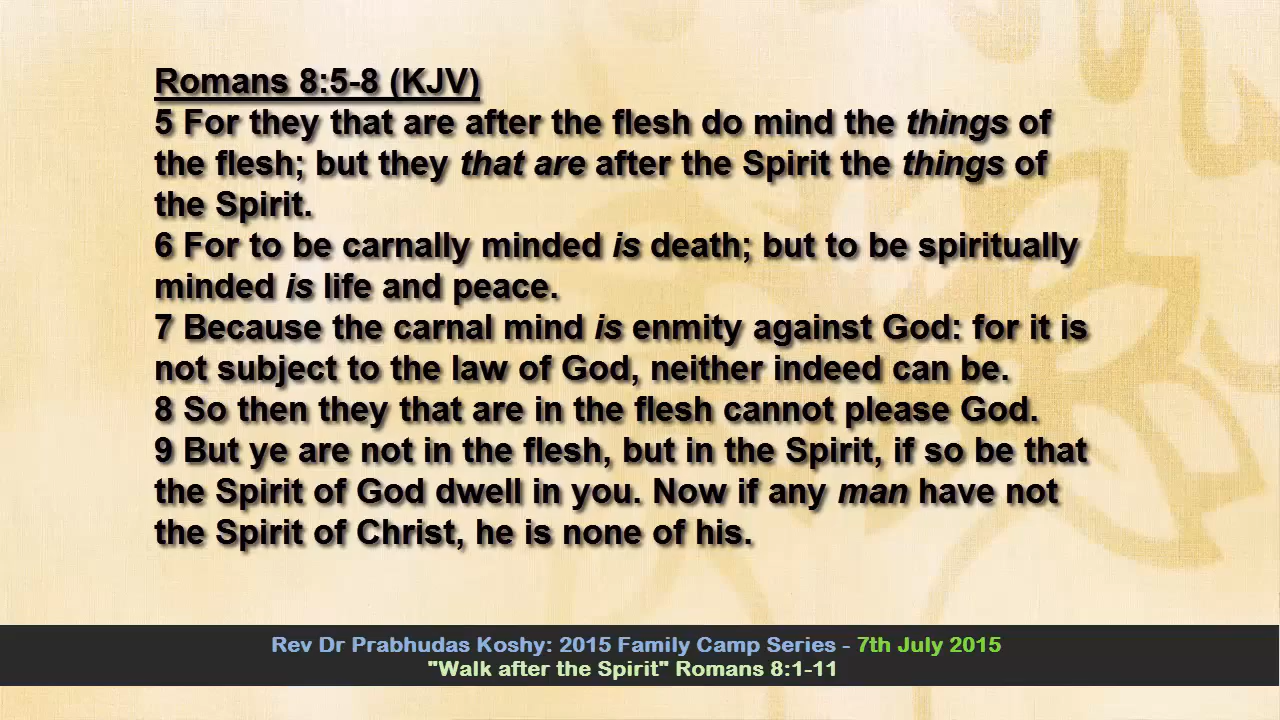 Romans 8:5-8 (KJV)
5 For they that are after the flesh do mind the things of
the flesh; but they that are after the Spirit the things of
the Spirit.
6 For to be carnally minded is death; but to be spiritually
minded is life and peace.
7 Because the carnal mind is enmity against God: for it is
not subject to the law of God, neither indeed can be.
8 So then they that are in the flesh cannot please God.
9 But ye are not in the flesh, but in the Spirit, if so be that
the Spirit of God dwell in you. Now if any man have not
the Spirit of Christ, he is none of his.
Rev Dr Prabhudas Koshy: 2015 Family Camp Series - 7th July 2015
"Walk after the Spirit" Romans 8:1-11